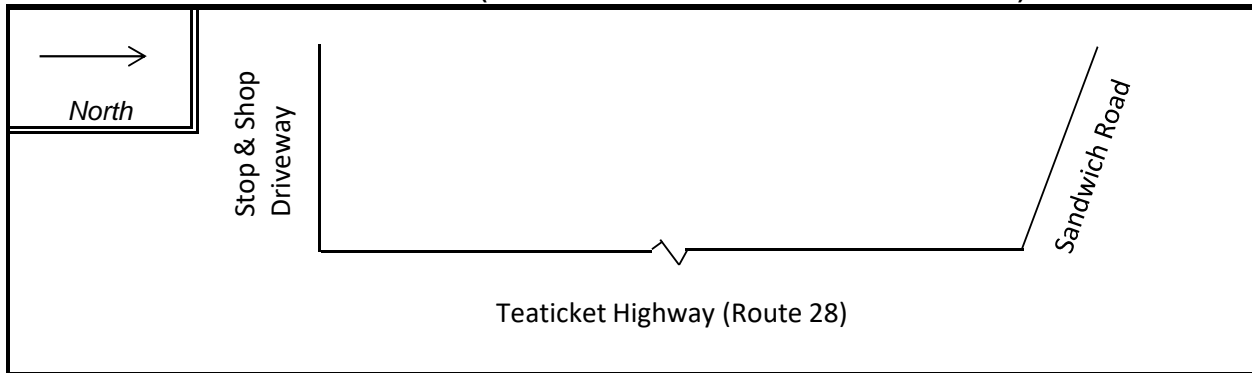 North
Stop & Shop
Driveway
Sandwich Road
Teaticket Highway (Route 28)